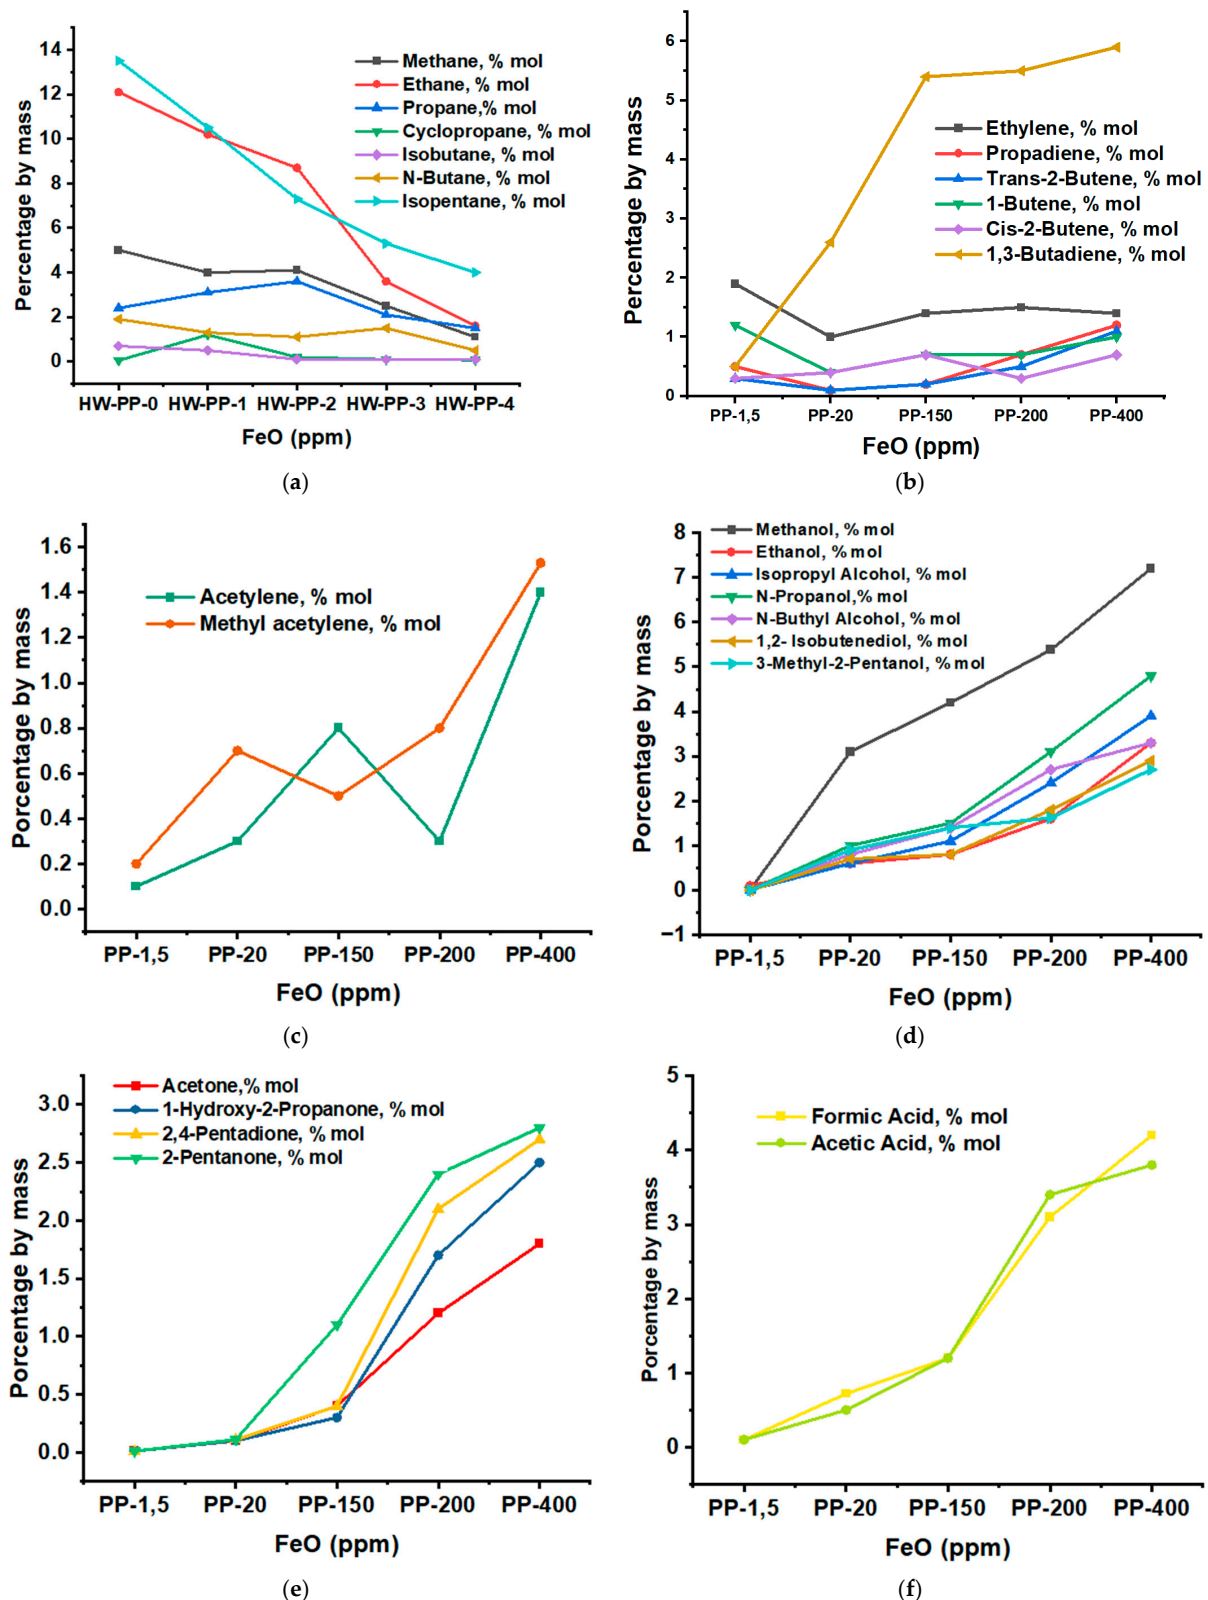 14
12
10
8
6
4
2
0
Percentage by mass
Methane, % mol
Ethane, % mol
Propane,% mol
Cyclopropane, % mol
Isobutane, % mol
N-Butane, % mol
Isopentane, % mol
HW-PP-0 HW-PP-1 HW-PP-2 HW-PP-3 HW-PP-4
FeO (ppm)
(a)
6
5
4
3
2
1
0
Percentage by mass
Ethylene, % mol
Propadiene, % mol
Trans-2-Butene, % mol
1-Butene, % mol
Cis-2-Butene, % mol
1,3-Butadiene, % mol
PP-1,5 PP-20 PP-150 PP-200 PP-400
FeO (ppm)
(b)
1.6
1.4
1.2
1.0
0.8
0.6
0.4
0.2
0.0
Porcentage by mass
Acetylene, % mol
Methyl acetylene, % mol
PP-1,5 PP-20 PP-150 PP-200 PP-400
FeO (ppm)
(c)
8
7
6
5
4
3
2
1
0
−1
Porcentage by mass
Methanol, % mol
Ethanol, % mol
Isopropyl Alcohol, % mol
N-Propanol,% mol
N-Buthyl Alcohol, % mol
1,2- Isobutenediol, % mol
3-Methyl-2-Pentanol, % mol
PP-1,5 PP-20 PP-150 PP-200 PP-400
FeO (ppm)
(d)
3.0
2.5
2.0
1.5
1.0
0.5
0.0
Porcentage by mass
Acetone,% mol
1-Hydroxy-2-Propanone, % mol
2,4-Pentadione, % mol
2-Pentanone, % mol
PP-1,5 PP-20 PP-150 PP-200 PP-400
FeO (ppm)
(e)
5
4
3
2
1
0
Porcentage by mass
Formic Acid, % mol
Acetic Acid, % mol
PP-1,5 PP-20 PP-150 PP-200 PP-400
FeO (ppm)
(f)